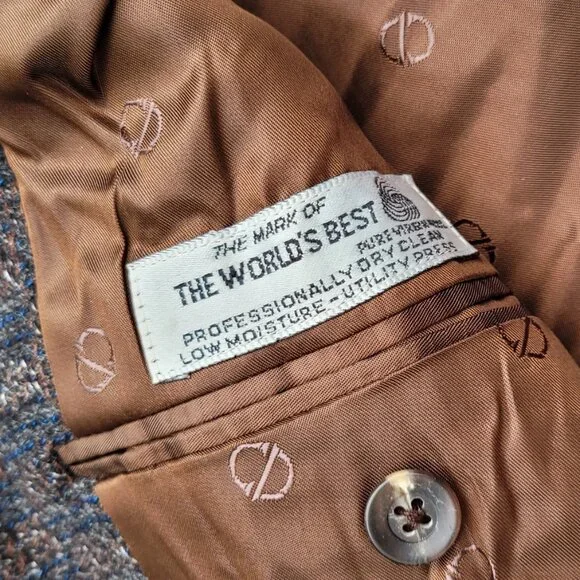 THE MARK OF
THE WORLD'S BEST
PURE VIRGIN WOOL
PROFESSIONALLY DRY CLEAN
LOW MOISTURE - UTILITY PRESS